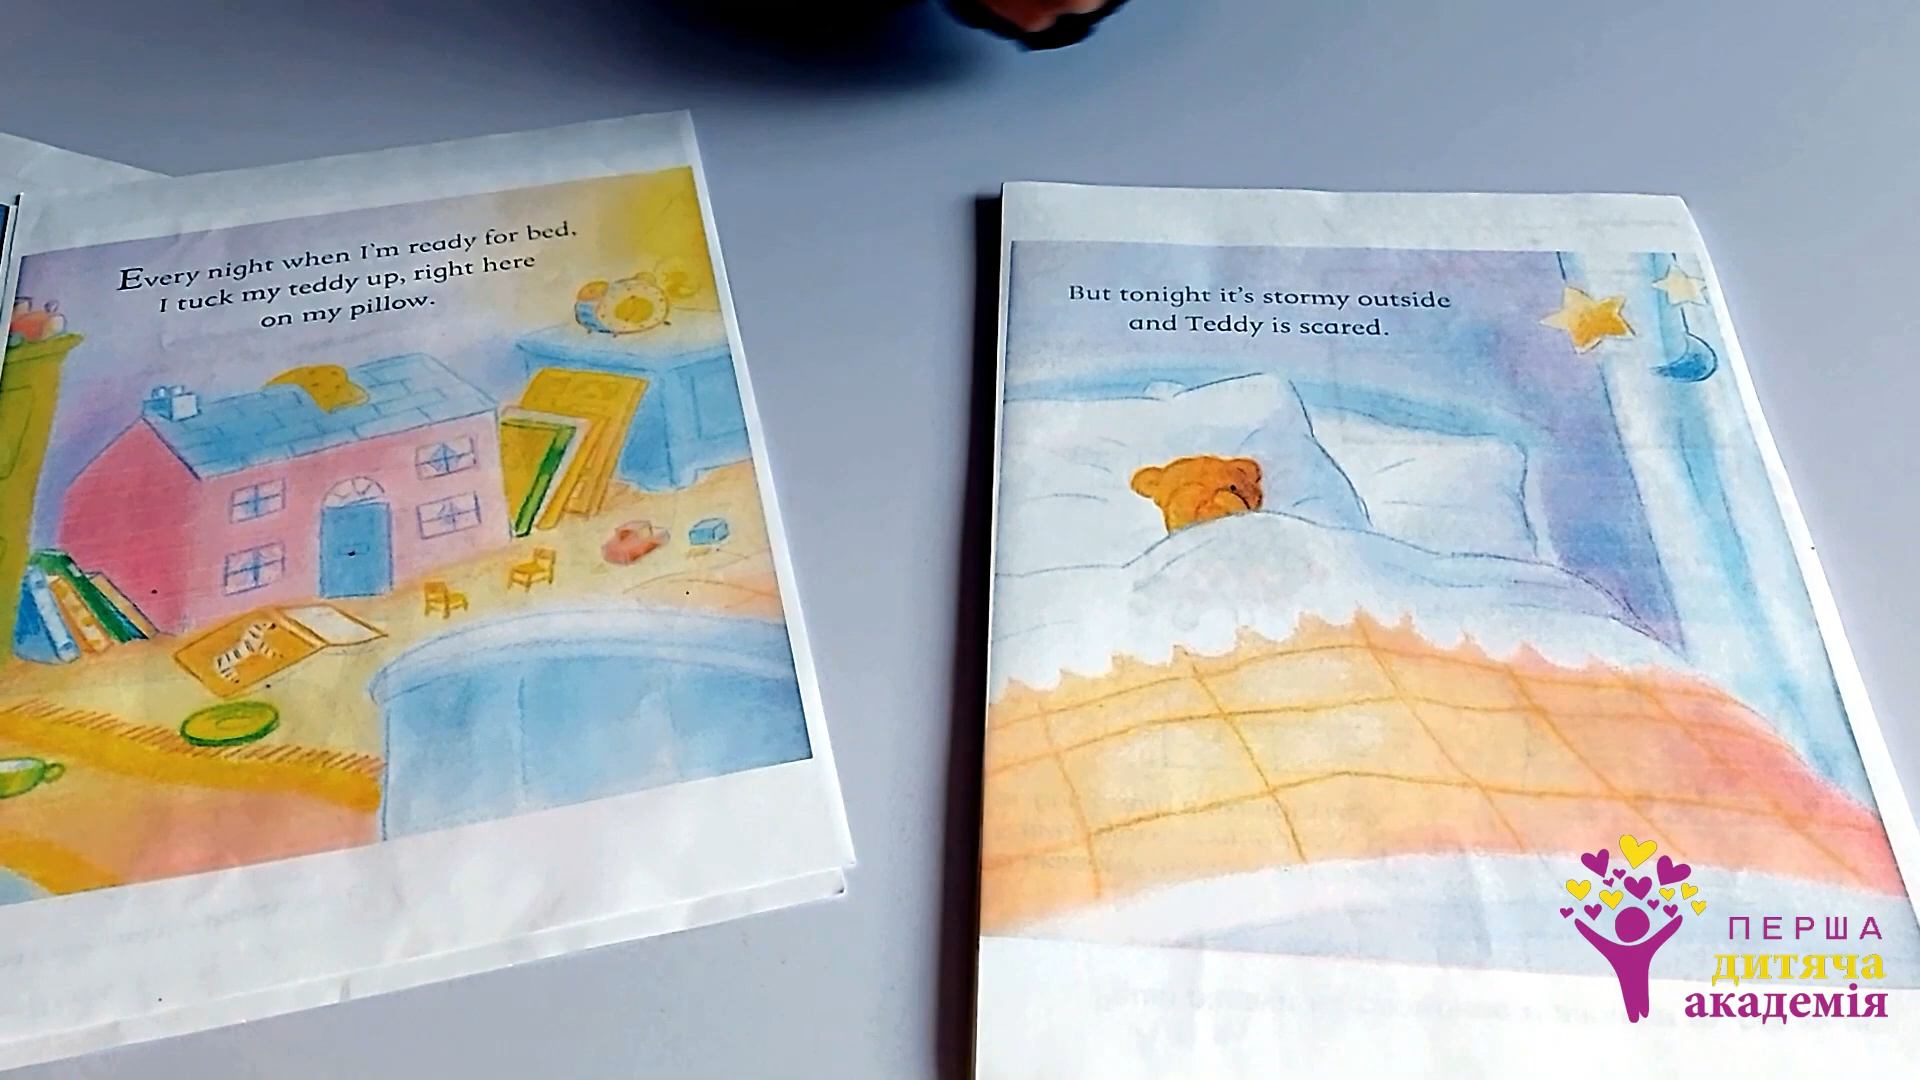 Every night when I'm ready for bed,
I tuck my teddy up, right here
on my pillow.
But tonight it's stormy outside
and Teddy is scared.
ПЕРША
дитяча
академія